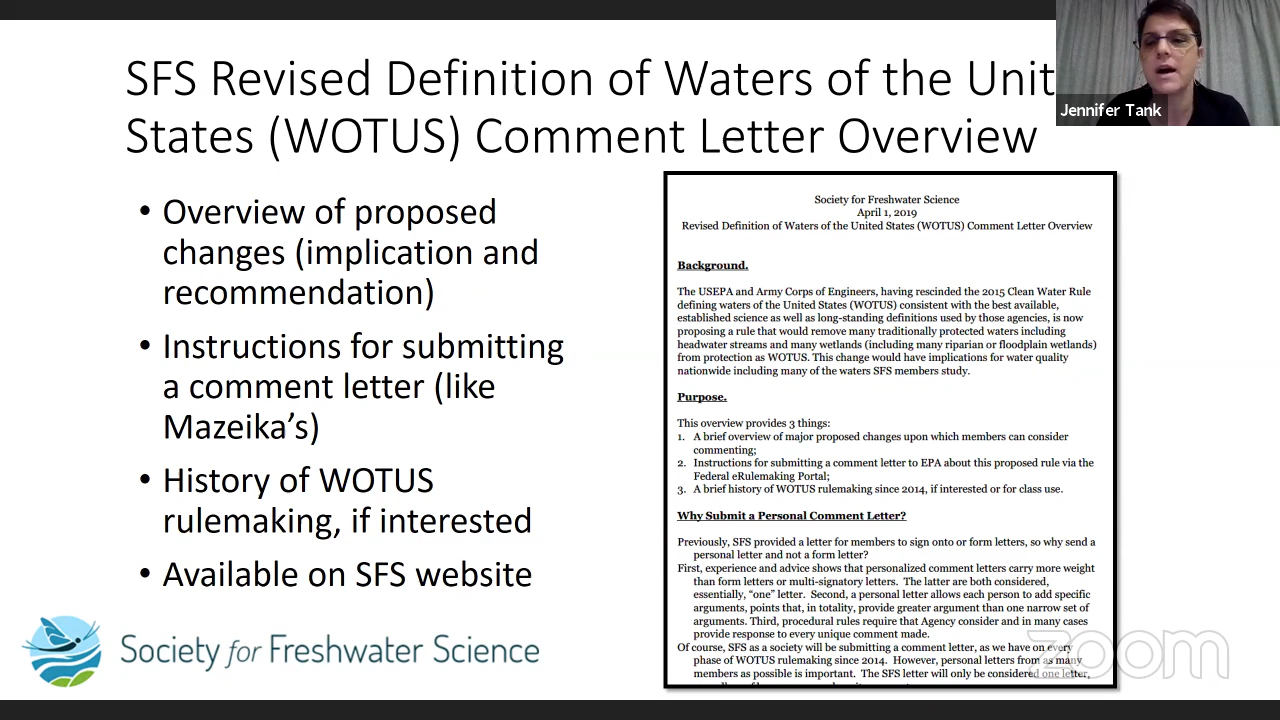 SFS Revised Definition of Waters of the Unit
States (WOTUS) Comment Letter Overview
Jennifer Tank
• Overview of proposed
changes (implication and
recommendation)
• Instructions for submitting
a comment letter (like
Mazeika's)
• History of WOTUS
rulemaking, if interested
• Available on SFS website
Society for Freshwater Science
Society for Freshwater Science
April 1, 2019
Revised Definition of Waters of the United States (WOTUS) Comment Letter Overview
Background.
The USEPA and Army Corps of Engineers, having rescinded the 2015 Clean Water Rule
defining waters of the United States (WOTUS) consistent with the best available,
established science as well as long-standing definitions used by those agencies, is now
proposing a rule that would remove many traditionally protected waters including
headwater streams and many wetlands (including many riparian or floodplain wetlands)
from protection as WOTUS. This change would have implications for water quality
nationwide including many of the waters SFS members study.
Purpose.
This overview provides 3 things:
1. A brief overview of major proposed changes upon which members can consider
commenting;
2. Instructions for submitting a comment letter to EPA about this proposed rule via the
Federal eRulemaking Portal;
3. A brief history of WOTUS rulemaking since 2014, if interested or for class use.
Why Submit a Personal Comment Letter?
Previously, SFS provided a letter for members to sign onto or form letters, so why send a
personal letter and not a form letter?
First, experience and advice shows that personalized comment letters carry more weight
than form letters or multi-signatory letters. The latter are both considered,
essentially, "one" letter. Second, a personal letter allows each person to add specific
arguments, points that, in totality, provide greater argument than one narrow set of
arguments. Third, procedural rules require that Agency consider and in many cases
provide response to every unique comment made.
Of course, SFS as a society will be submitting a comment letter, as we have on every
phase of WOTUS rulemaking since 2014. However, personal letters from as many
members as possible is important. The SFS letter will only be considered one letter,
zoom